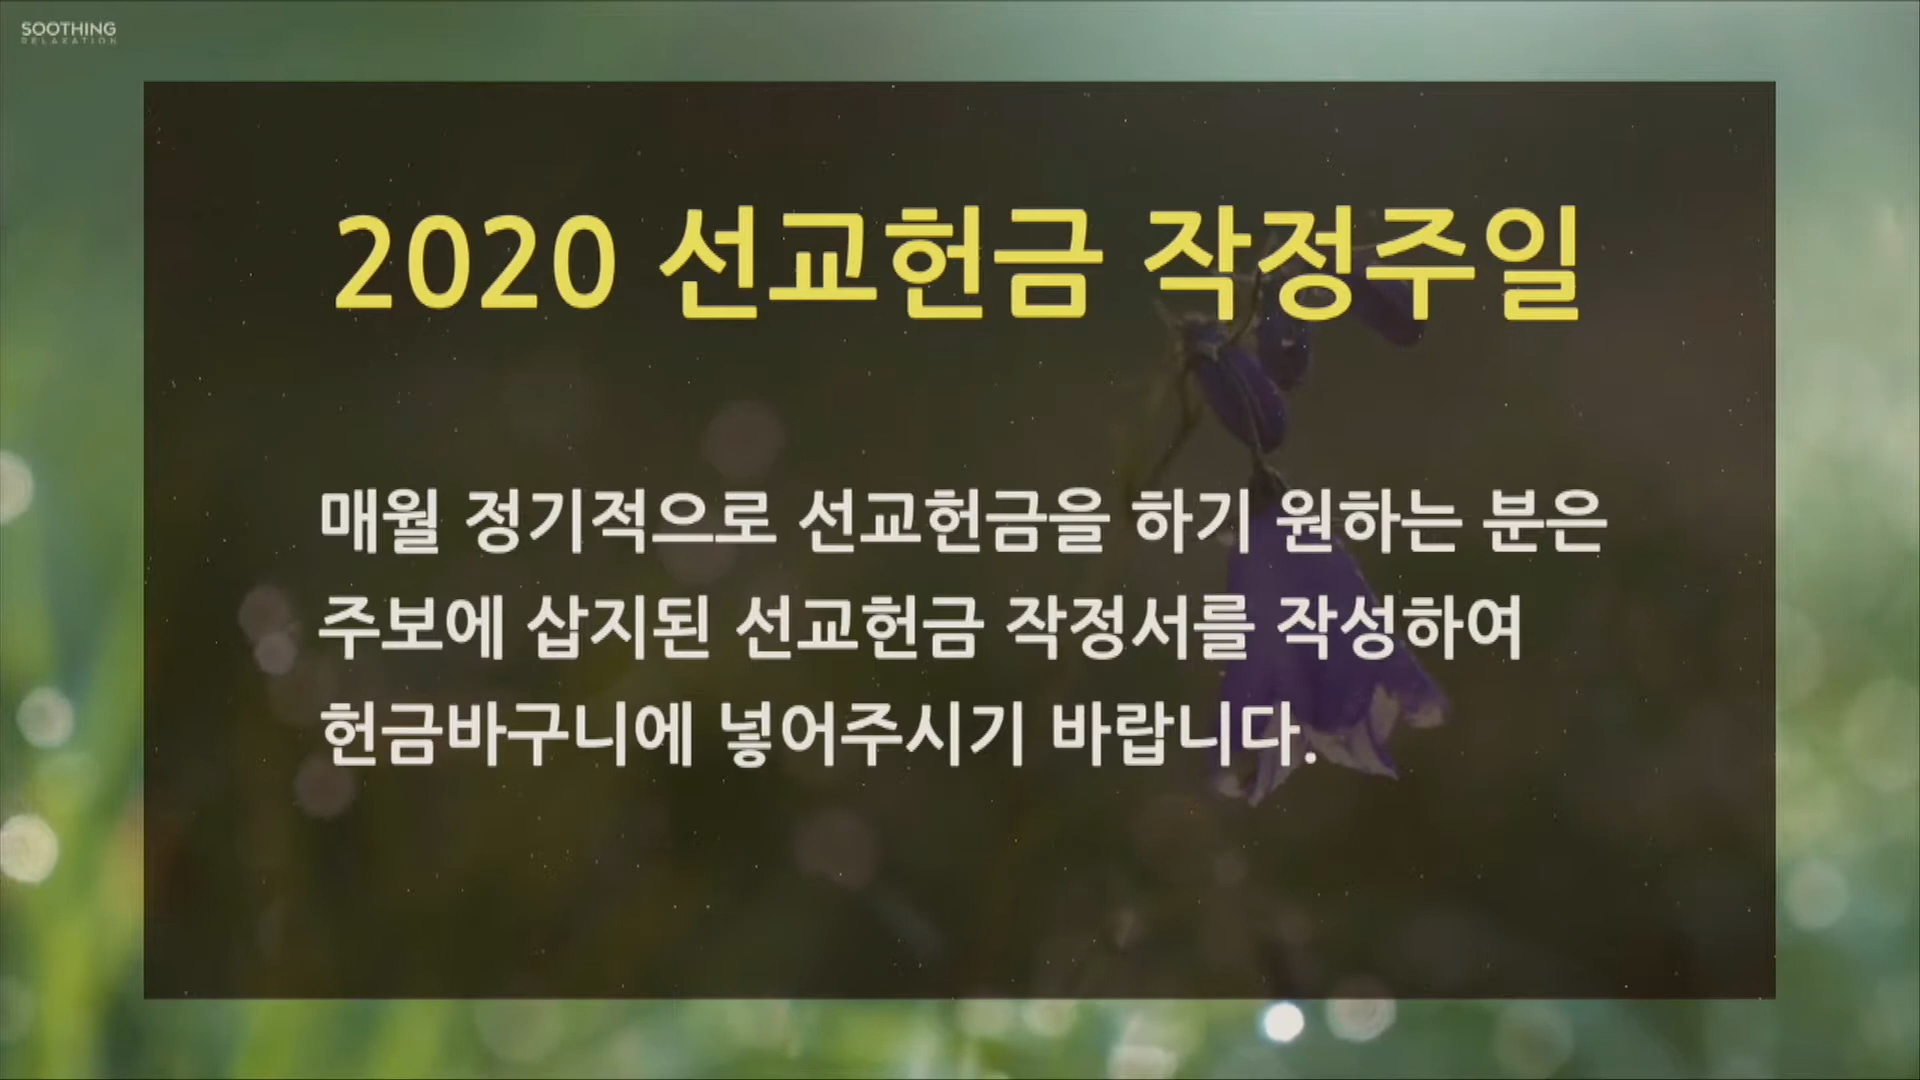 SOOTHING
RELAXATION
2020 선교헌금 작정주일
매월 정기적으로 선교헌금을 하기 원하는 분은
주보에 삽지된 선교헌금 작정서를 작성하여
헌금바구니에 넣어주시기 바랍니다.